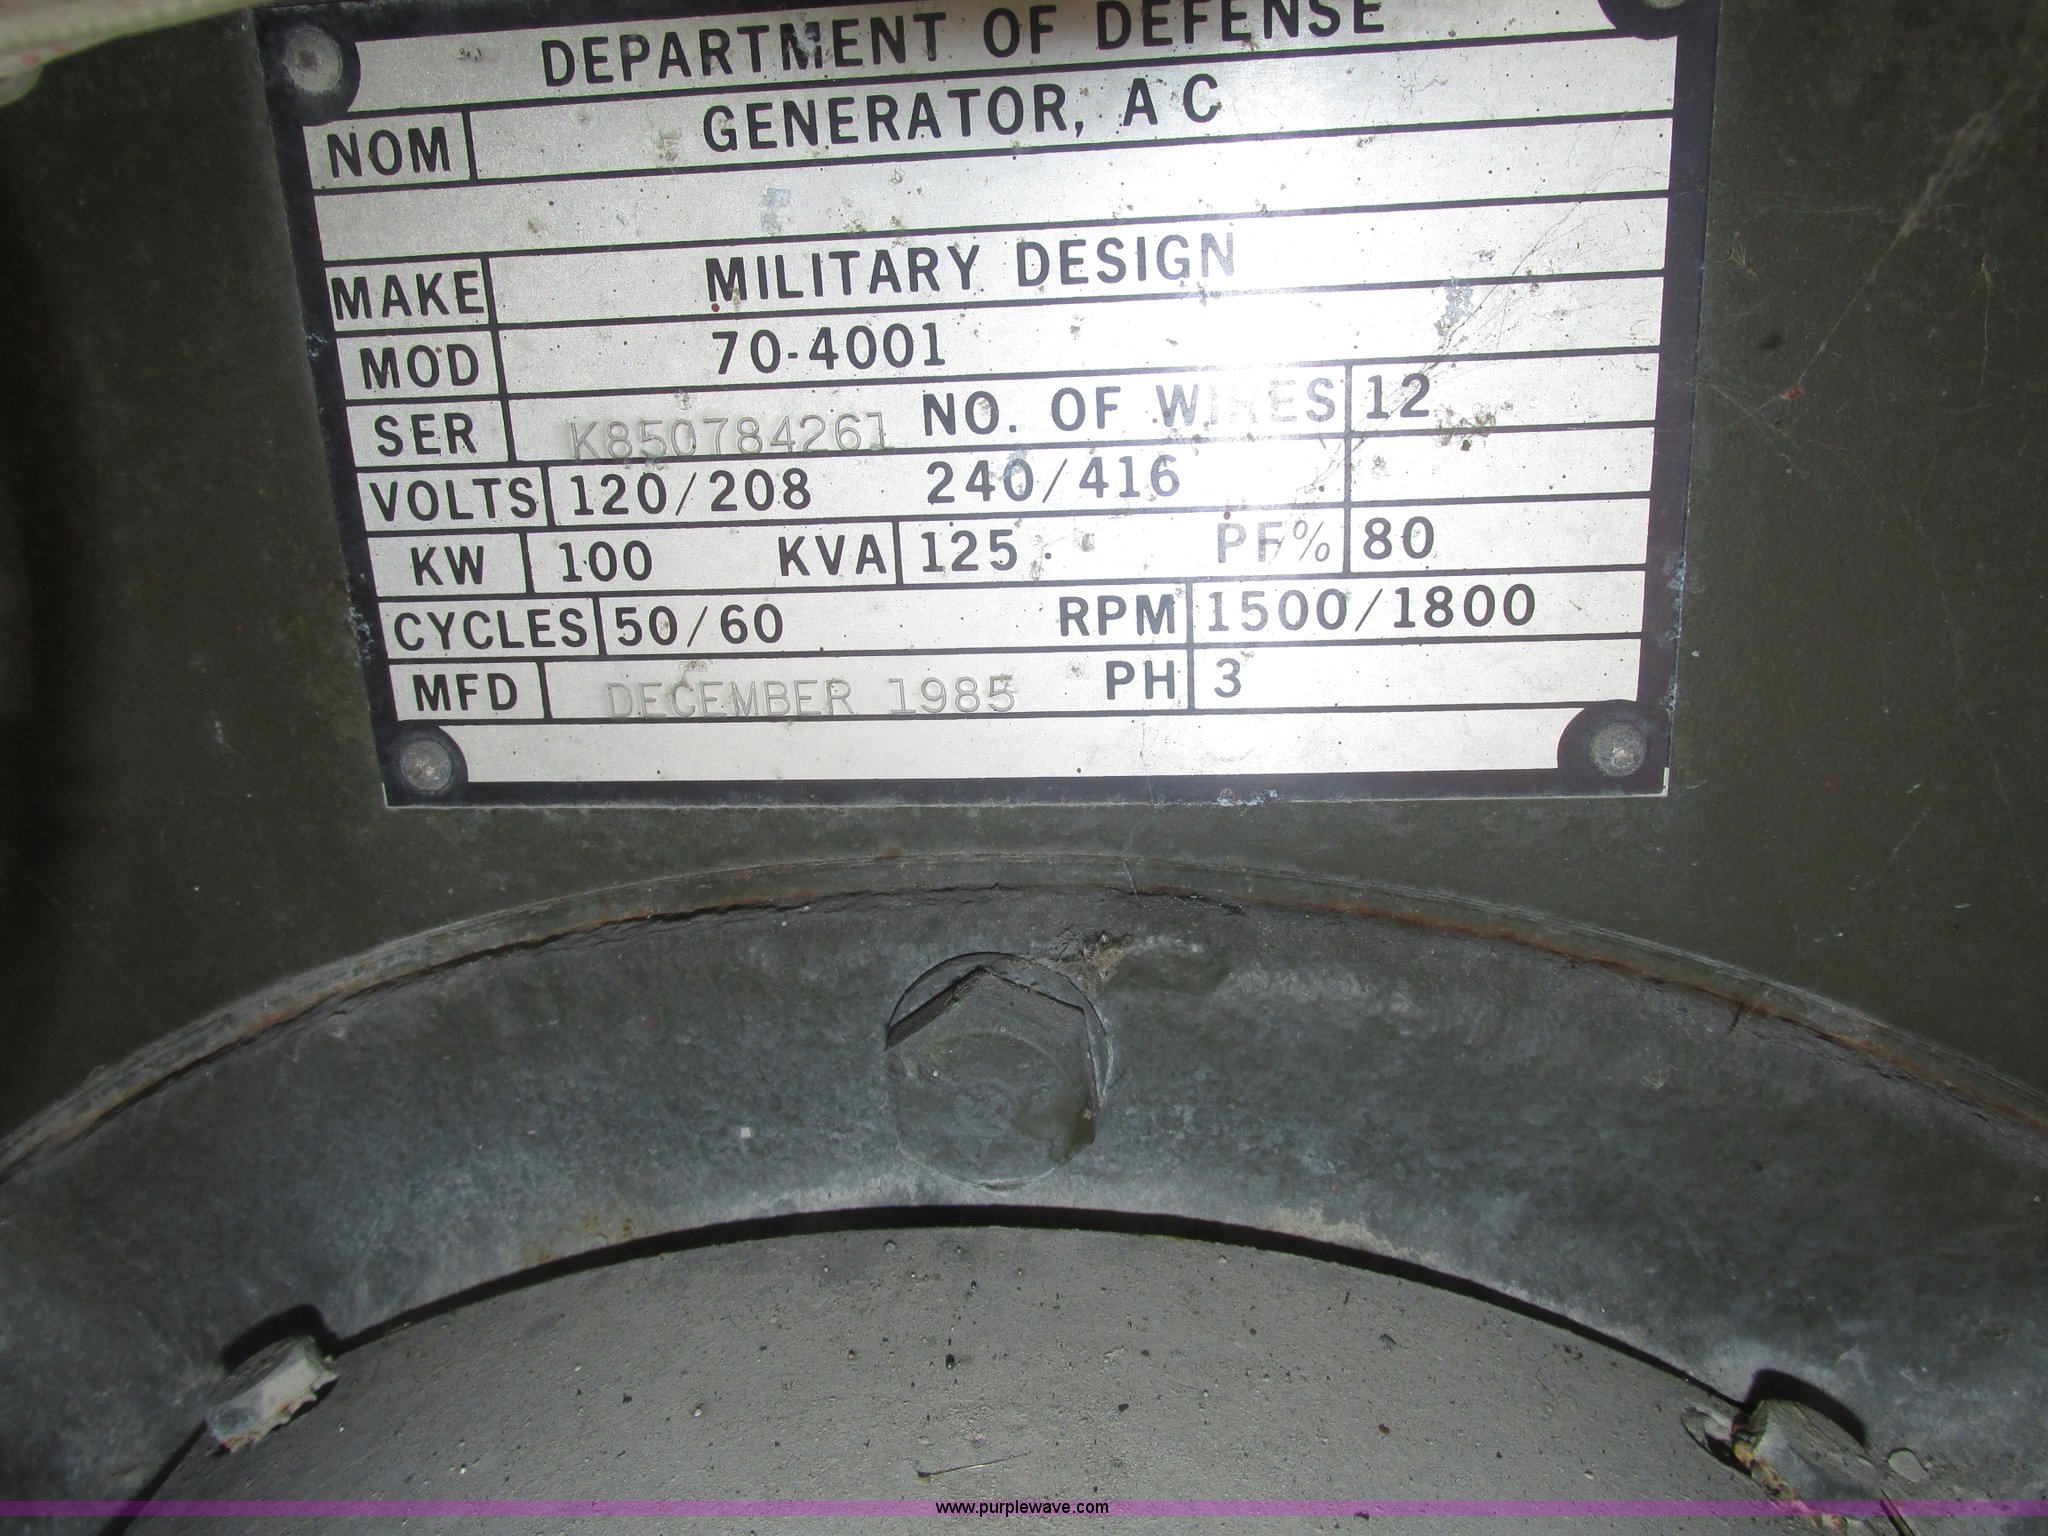 DEPARTMENT OF DEFENSE
NOM GENERATOR, AC
MAKE MILITARY DESIGN
MOD 70-4001
SER K850784261 NO. OF WIRES 12
VOLTS 120/208 240/416
KW 100 KVA 125 PF% 80
CYCLES 50/60 RPM 1500/1800
MFD DECEMBER 1985 PH 3
www.purplewave.com